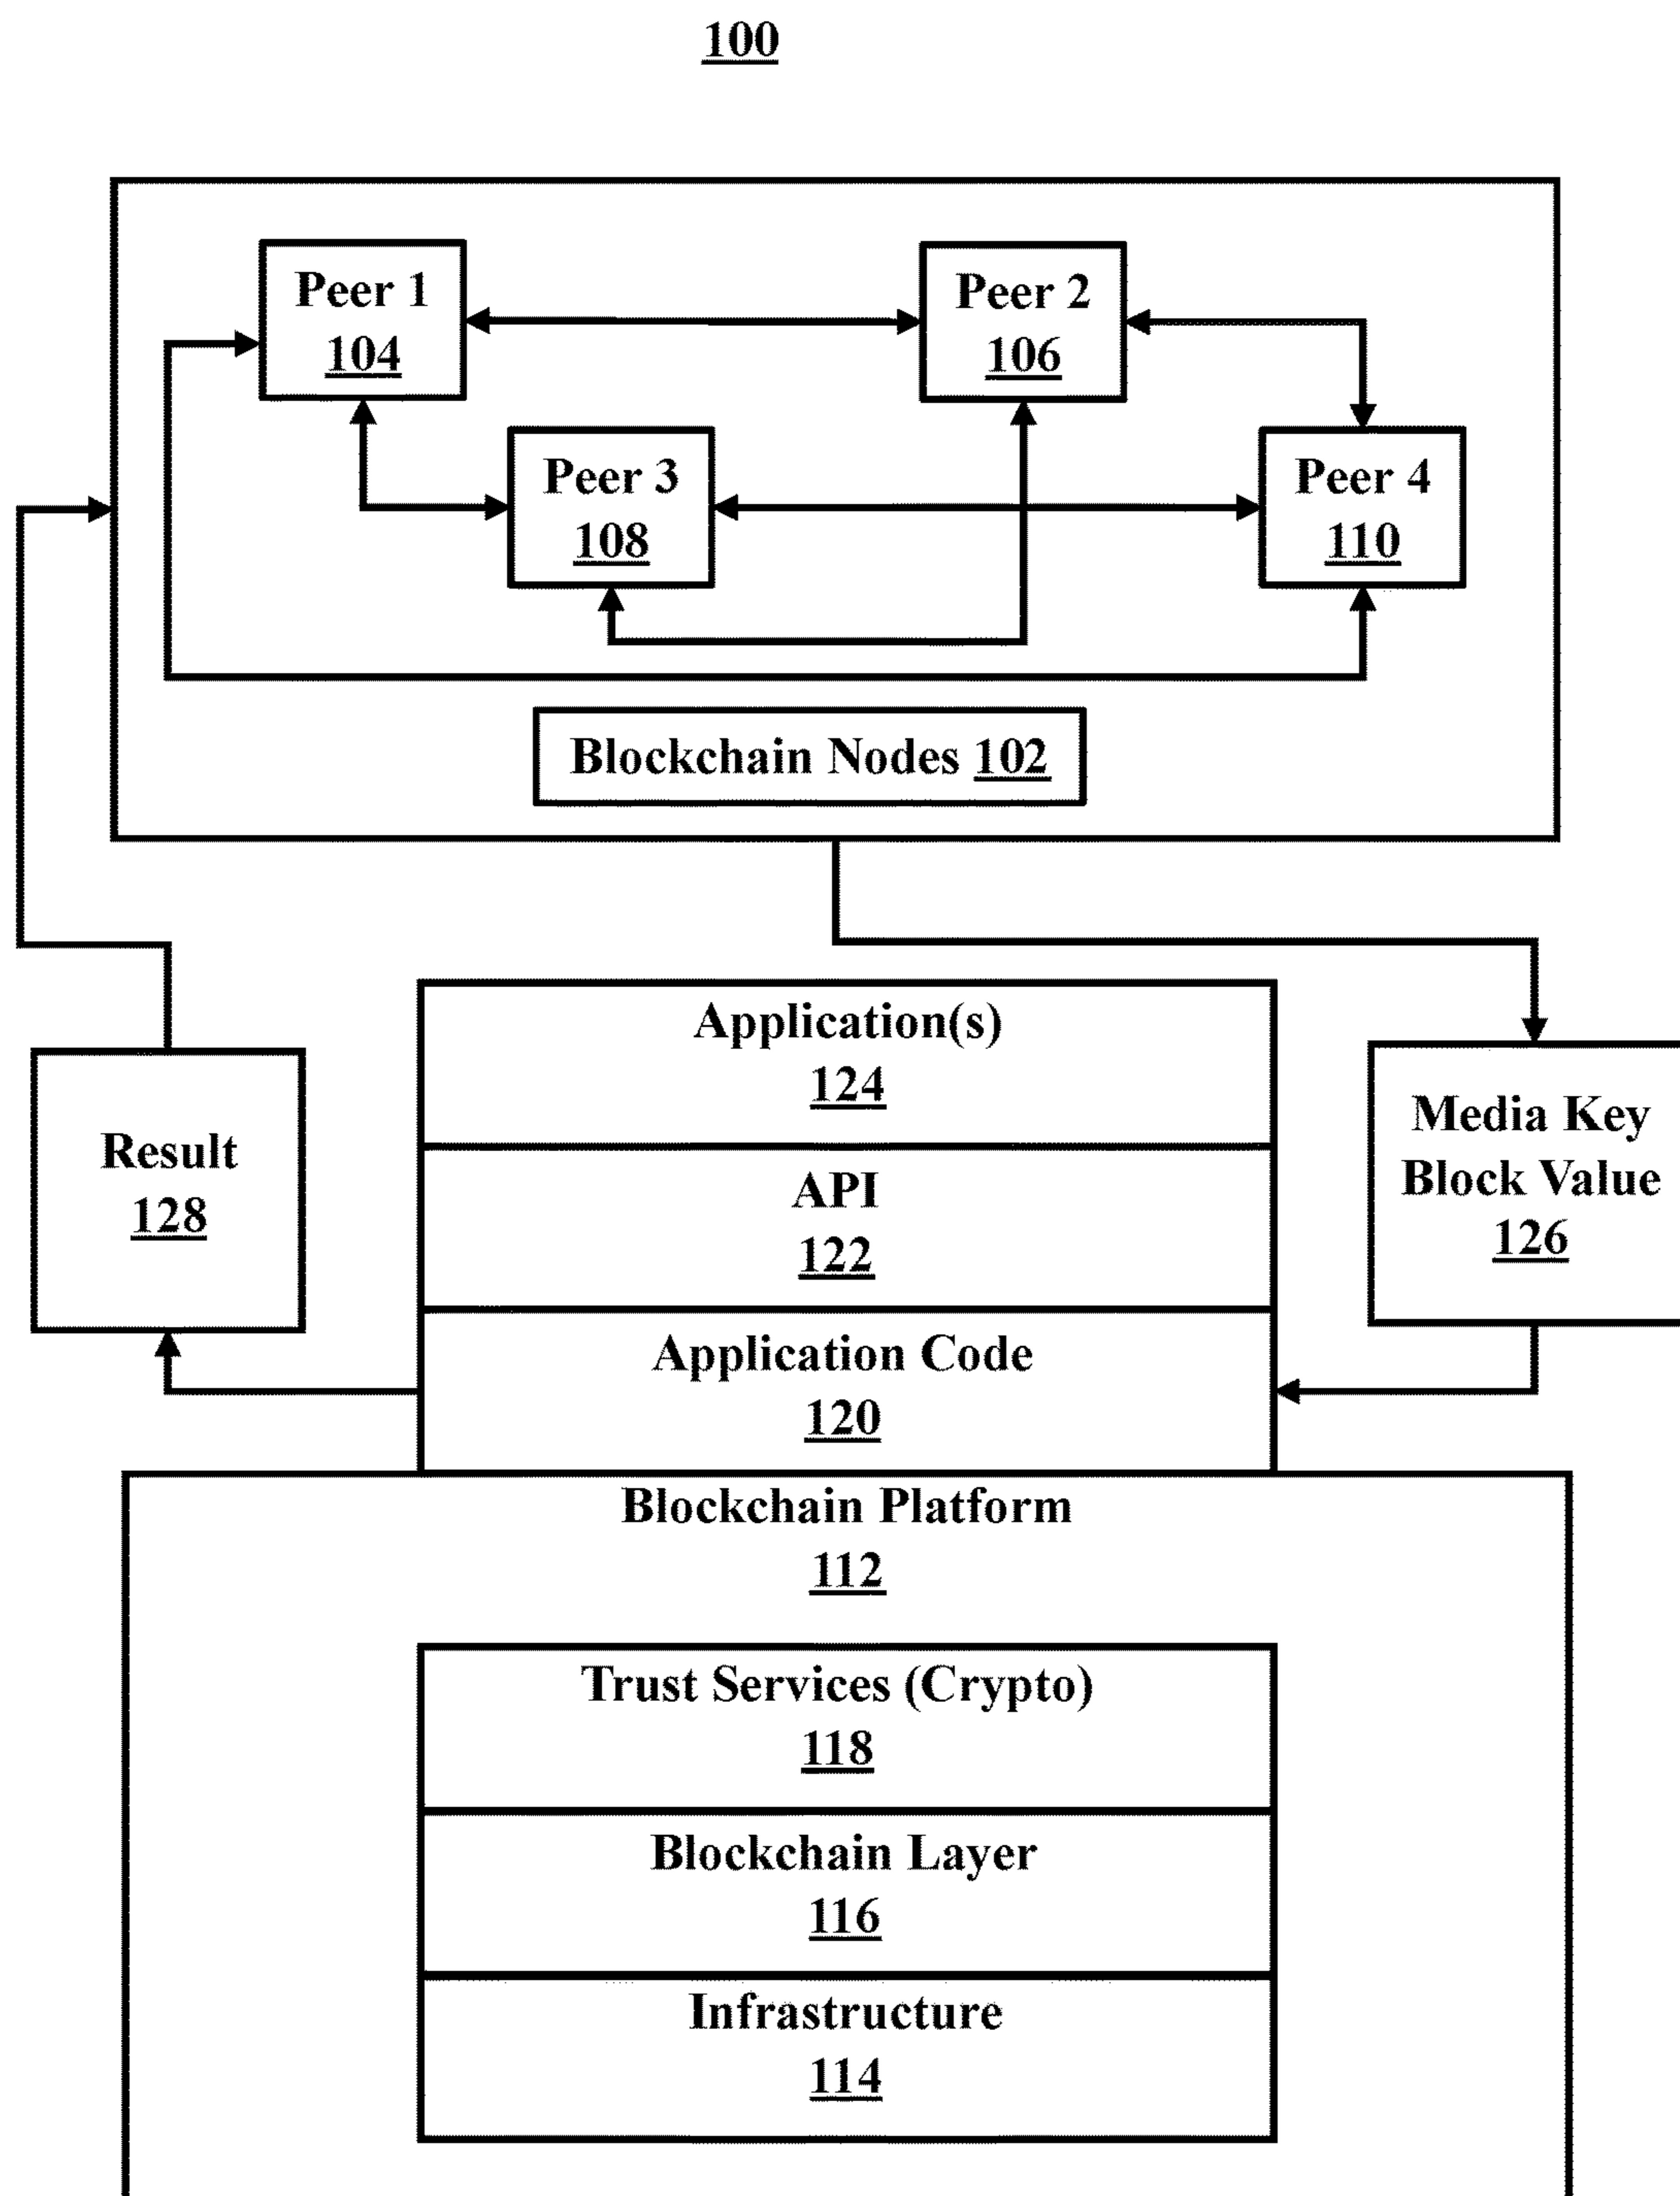 100
Peer 1
104
Peer 2
106
Peer 3
108
Peer 4
110
Blockchain Nodes 102
Application(s)
124
API
122
Application Code
120
Result
128
Media Key
Block Value
126
Blockchain Platform
112
Trust Services (Crypto)
118
Blockchain Layer
116
Infrastructure
114